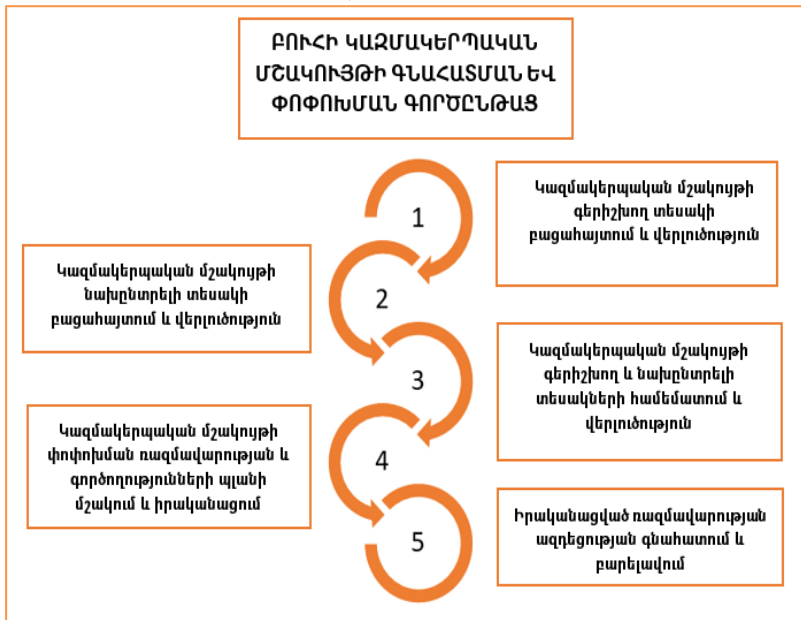 ԲՈՒՀԻ ԿԱԶՄԱԿԵՐՊԱԿԱՆ
ՄՇԱԿՈՒՅԹԻ ԳՆԱՀԱՏՄԱՆ ԵՎ
ՓՈՓՈԽՄԱՆ ԳՈՐԾԸՆԹԱՑ
1
Կազմակերպական մշակույթի
գերիշխող տեսակի
բացահայտում և վերլուծություն
2
Կազմակերպական մշակույթի
նախընտրելի տեսակի
բացահայտում և վերլուծություն
3
Կազմակերպական մշակույթի
գերիշխող և նախընտրելի
տեսակների համեմատում և
վերլուծություն
4
Կազմակերպական մշակույթի
փոփոխման ռազմավարության և
գործողությունների պլանի
մշակում և իրականացում
5
Իրականացված ռազմավարության
ազդեցության գնահատում և
բարելավում